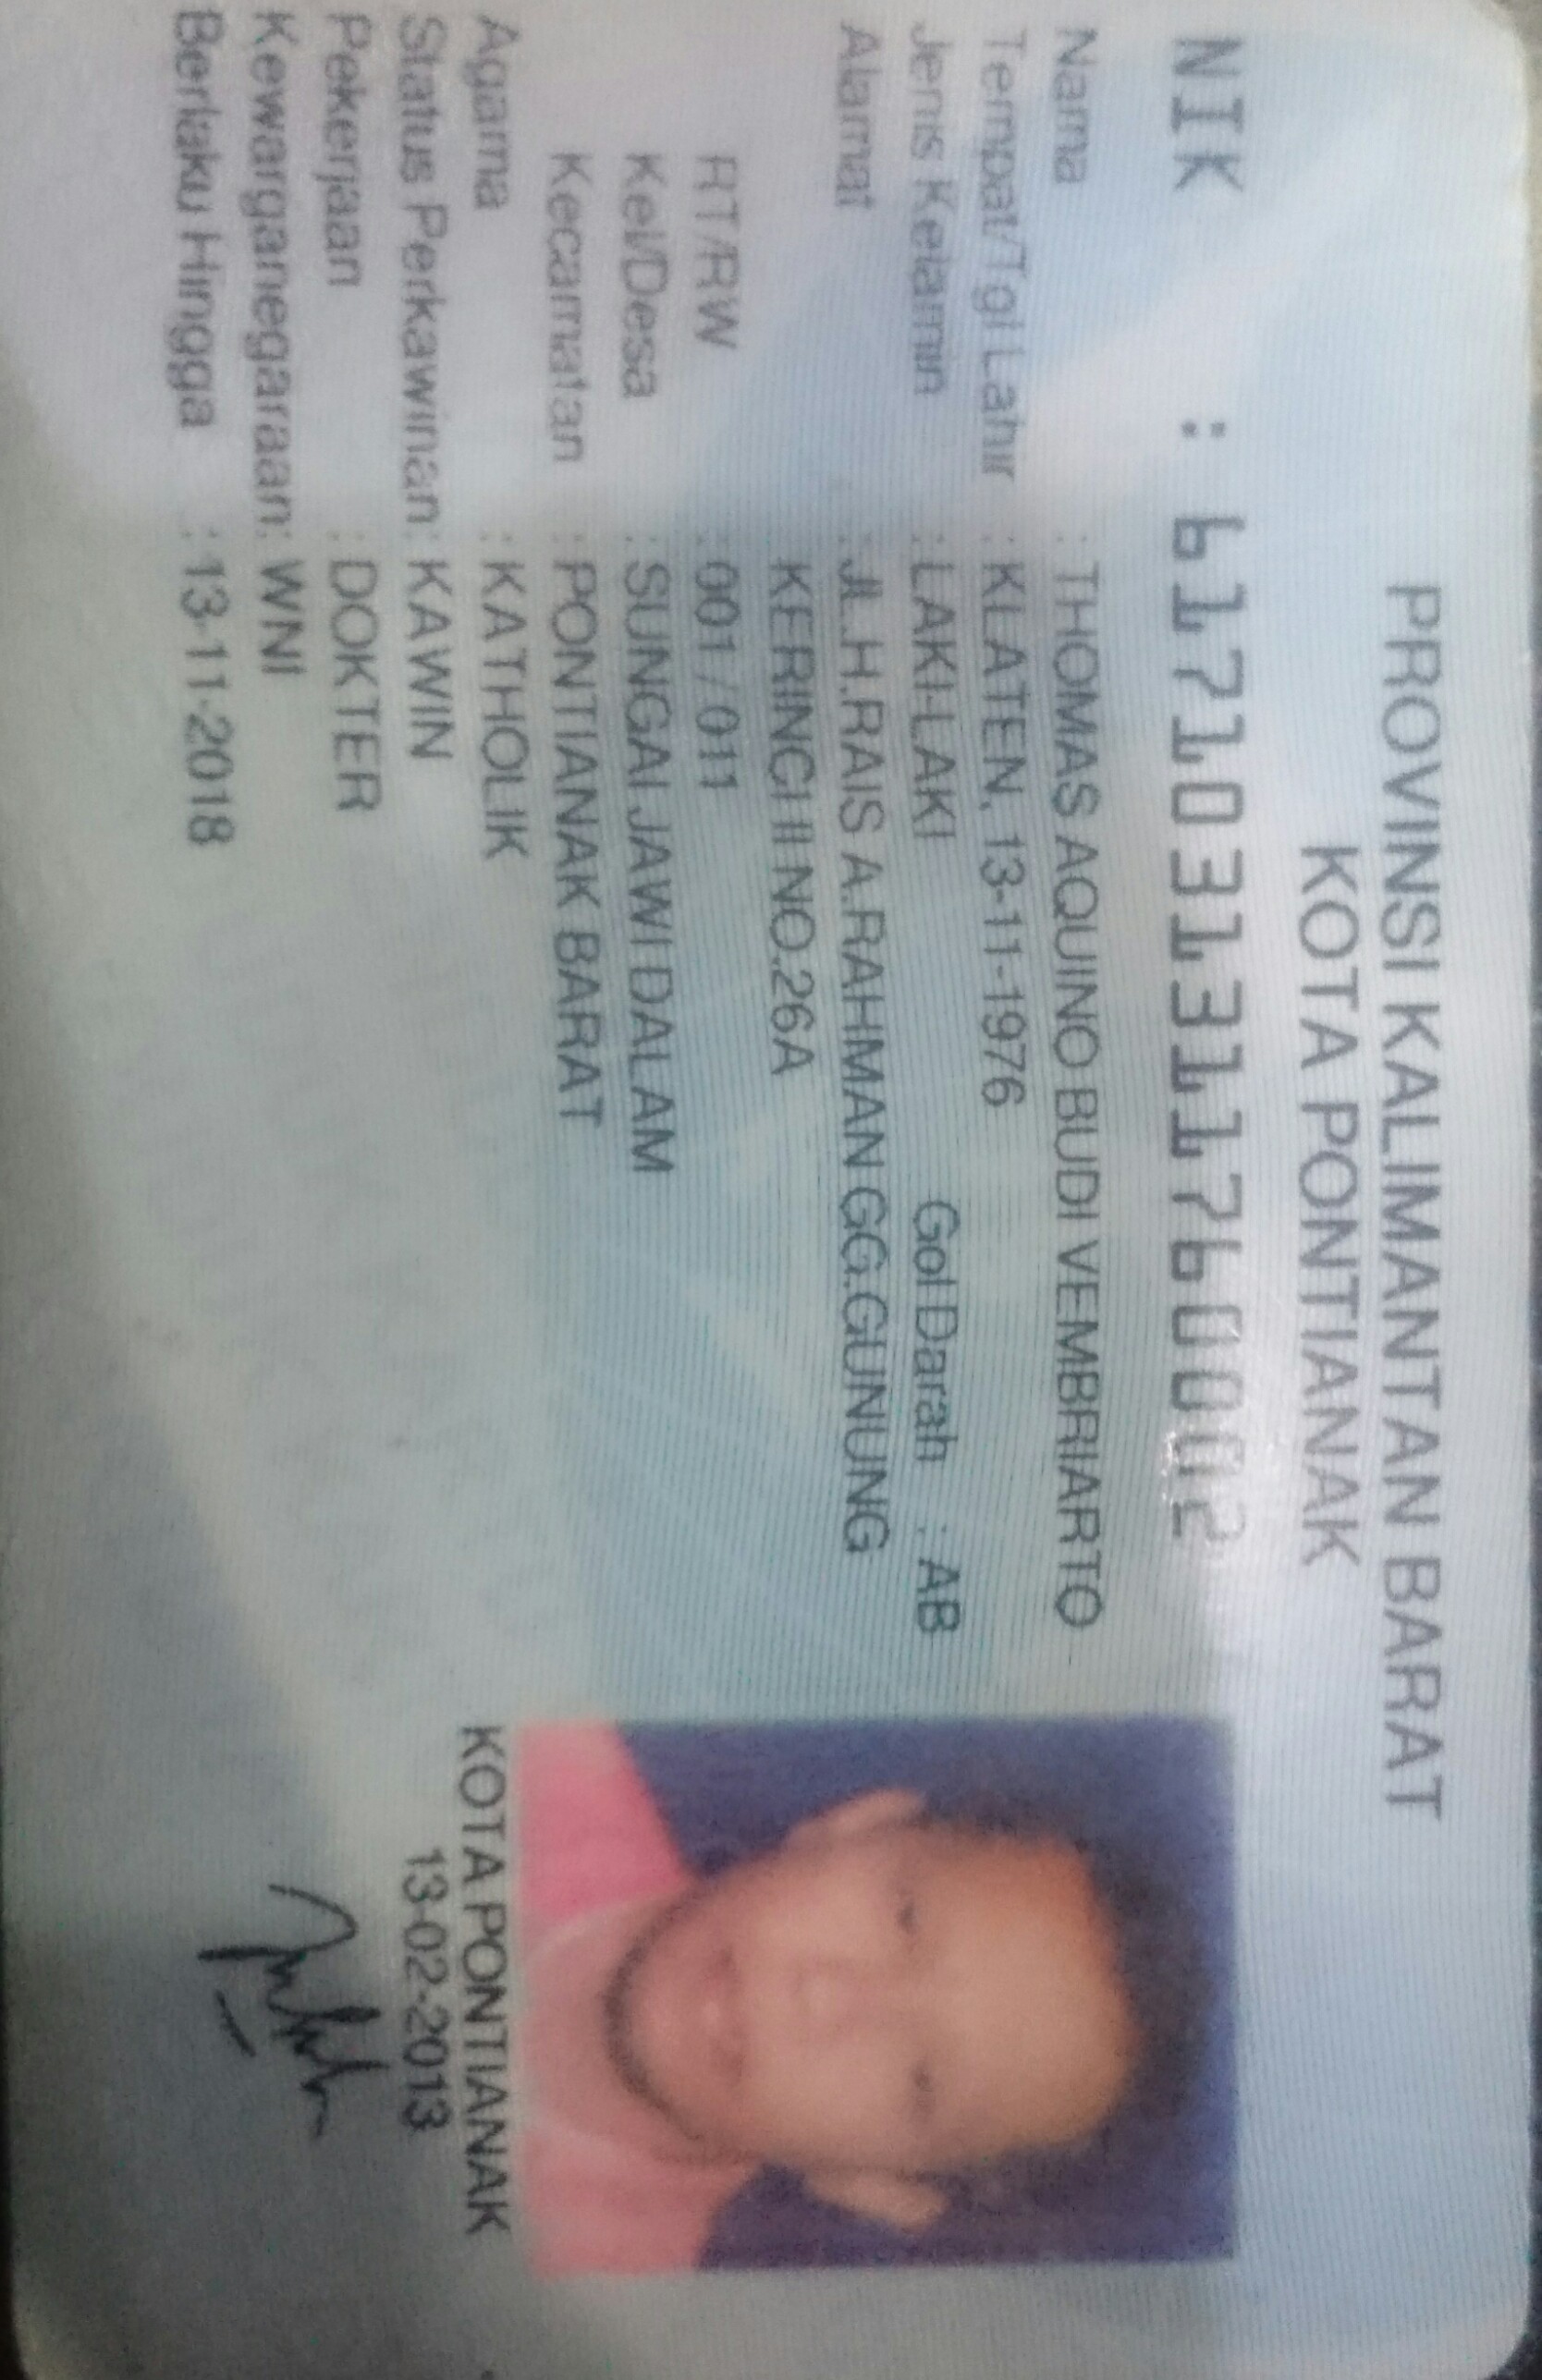 PROVINSI KALIMANTAN BARAT
KOTA PONTIANAK
NIK : 6171031311760002
Nama : THOMAS AQUINO BUDI VEMBRIARTO
Tempat/Tgl Lahir : KLATEN, 13-11-1976
Jenis Kelamin : LAKI-LAKI Gol Darah : AB
Alamat : JL.H.RAIS A.RAHMAN GG.GUNUNG
KERINCI II NO.26A
RT/RW : 001 / 011
Kel/Desa : SUNGAI JAWI DALAM
Kecamatan : PONTIANAK BARAT
Agama : KATHOLIK
Status Perkawinan: KAWIN
Pekerjaan : DOKTER
Kewarganegaraan: WNI
Berlaku Hingga : 13-11-2018
KOTA PONTIANAK
13-02-2013